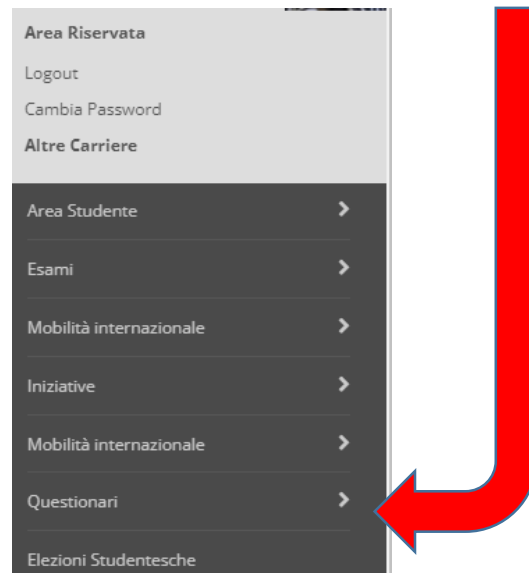 Area Riservata
Logout
Cambia Password
Altre Carriere
Area Studente
Esami
Mobilità internazionale
Iniziative
Mobilità internazionale
Questionari
Elezioni Studentesche